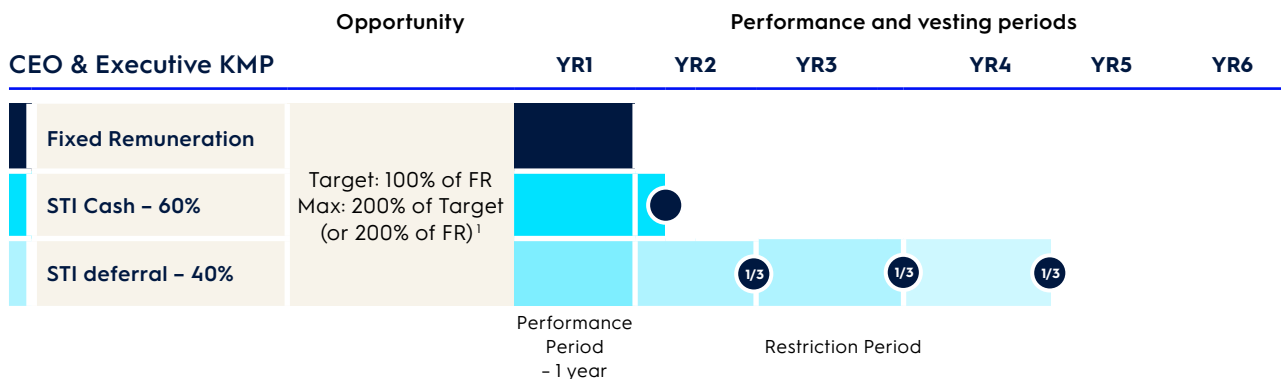 Opportunity
Performance and vesting periods
CEO & Executive KMP
YR1
YR2
YR3
YR4
YR5
YR6
Fixed Remuneration
Target: 100% of FR
Max: 200% of Target
(or 200% of FR) 1
STI Cash – 60%
STI deferral – 40%
1/3
1/3
1/3
Performance
Period
– 1 year
Restriction Period